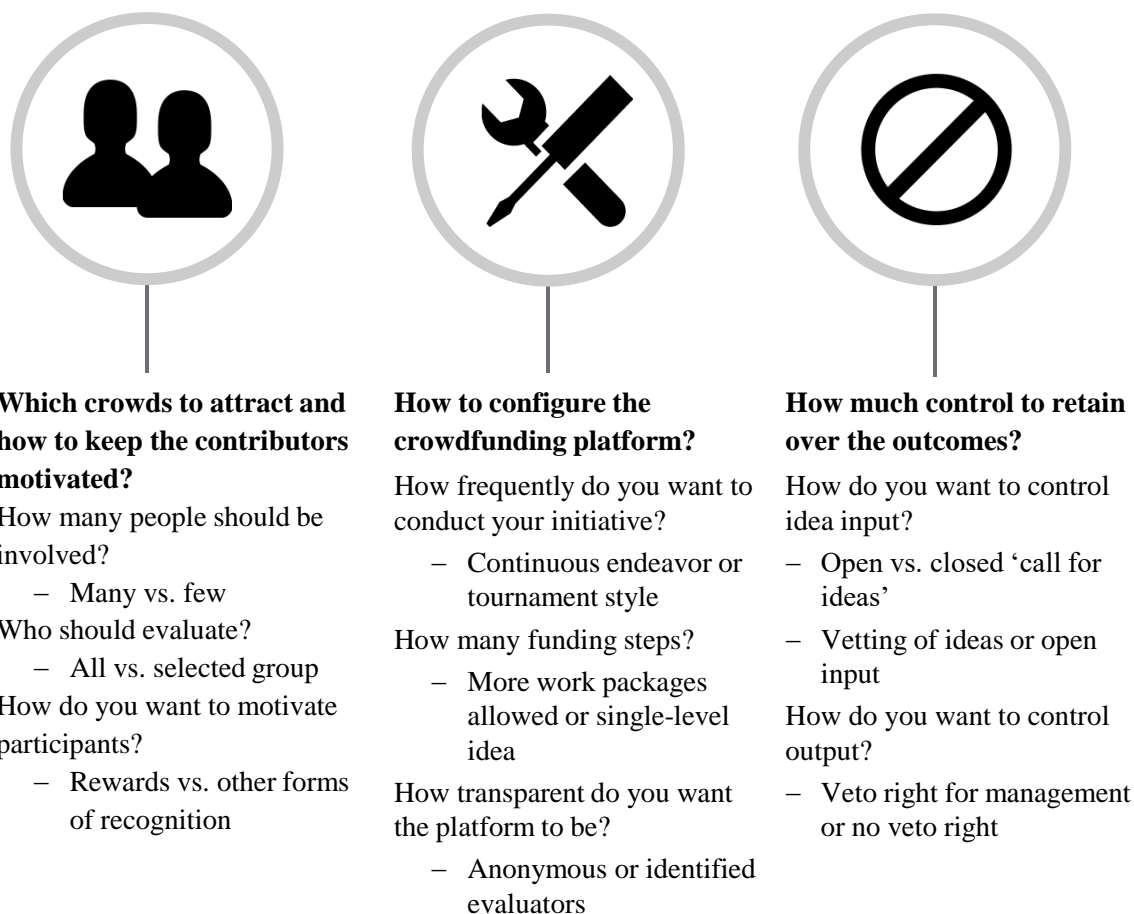 Which crowds to attract and
how to keep the contributors
motivated?
How many people should be
involved?
– Many vs. few
Who should evaluate?
– All vs. selected group
How do you want to motivate
participants?
– Rewards vs. other forms
of recognition
How to configure the
crowdfunding platform?
How frequently do you want to
conduct your initiative?
– Continuous endeavor or
tournament style
How many funding steps?
– More work packages
allowed or single-level
idea
How transparent do you want
the platform to be?
– Anonymous or identified
evaluators
How much control to retain
over the outcomes?
How do you want to control
idea input?
– Open vs. closed ‘call for
ideas’
– Vetting of ideas or open
input
How do you want to control
output?
– Veto right for management
or no veto right